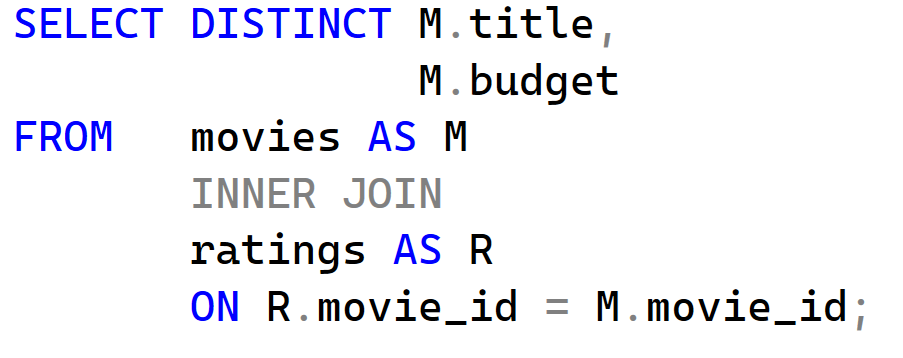 SELECT DISTINCT M.title,
                M.budget
FROM   movies AS M
       INNER JOIN
       ratings AS R
       ON R.movie_id = M.movie_id;